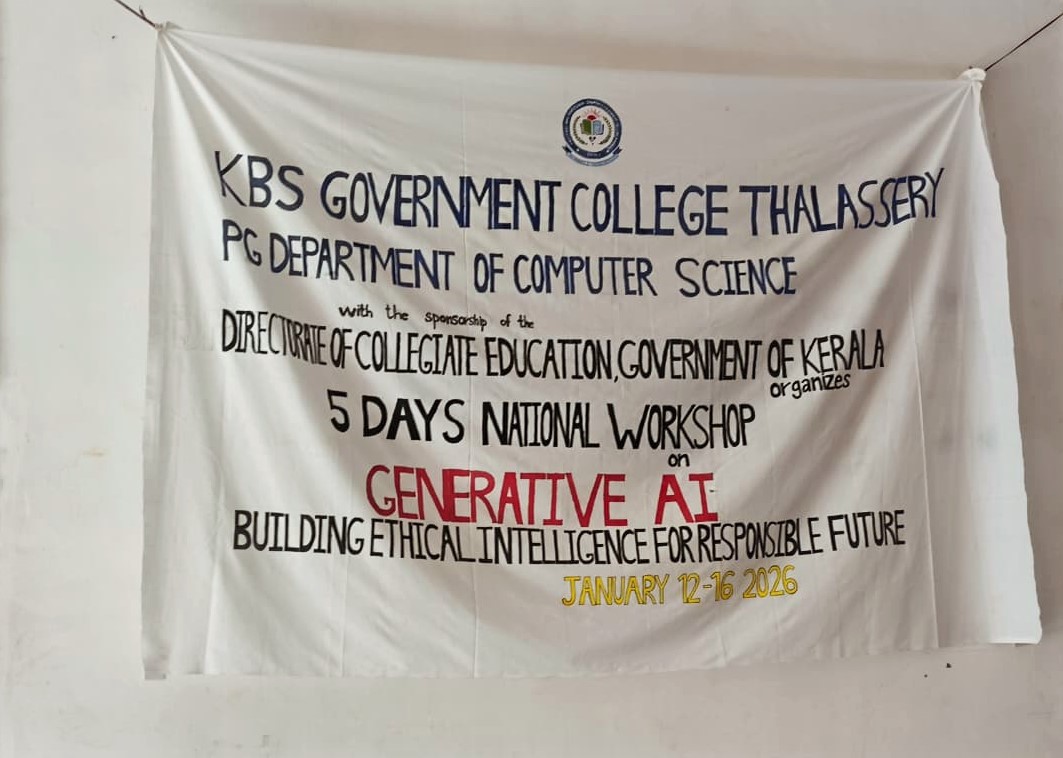 KBS GOVERNMENT COLLEGE THALASSERY
PG DEPARTMENT OF COMPUTER SCIENCE
with the sponsorship of the
DIRECTORATE OF COLLEGIATE EDUCATION, GOVERNMENT OF KERALA
organizes
5 DAYS NATIONAL WORKSHOP
on
GENERATIVE AI
BUILDING ETHICAL INTELLIGENCE FOR RESPONSIBLE FUTURE
JANUARY 12-16 2026